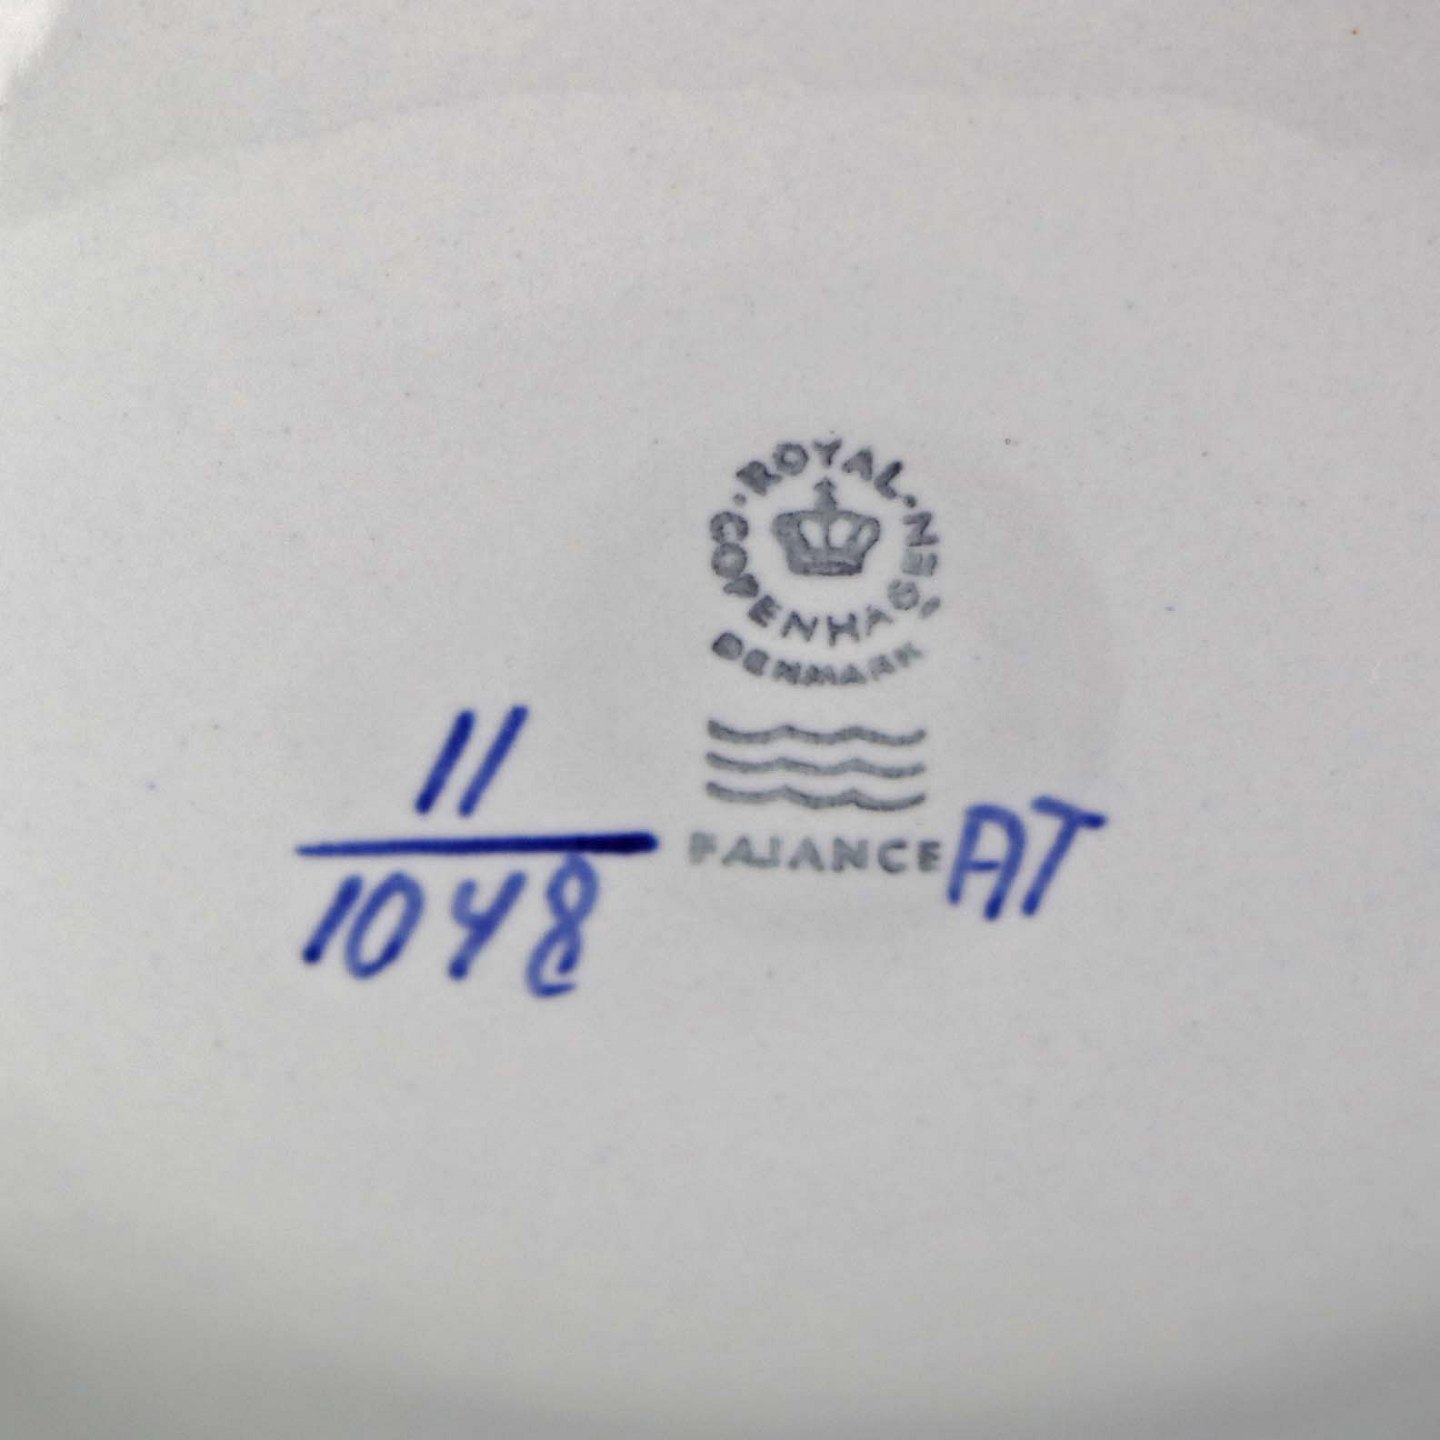 · ROYAL ·
COPENHAGEN
DENMARK
FAJANCE
11
1048
AT